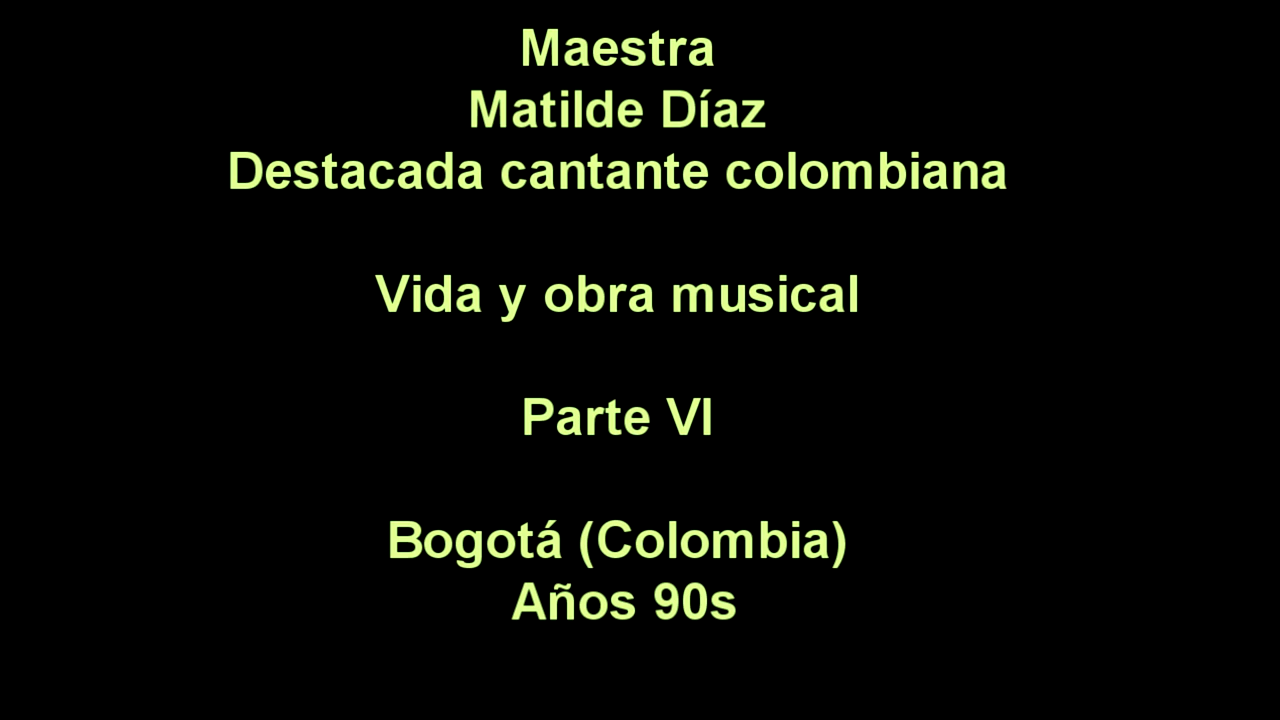 Maestra
Matilde Díaz
Destacada cantante colombiana
Vida y obra musical
Parte VI
Bogotá (Colombia)
Años 90s